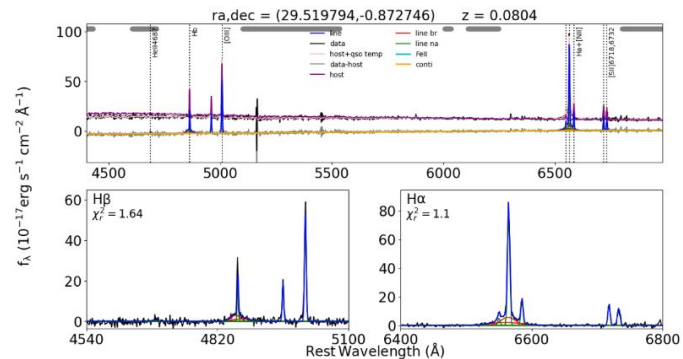 ra,dec = (29.519794,-0.872746)   z = 0.0804
100
50
0
line
data
host+qso temp
data-host
host
line br
line na
FeII
conti
HeII4687
Hb
[OIII]
Ha+[NII]
[SII]6718,6732
4500 5000 5500 6000 6500
fλ (10⁻¹⁷erg s⁻¹ cm⁻² Å⁻¹)
Hβ
χ²ᵣ = 1.64
60
40
20
0
4540 4820 5100
Hα
χ²ᵣ = 1.1
80
60
40
20
0
6400 6600 6800
Rest Wavelength (Å)